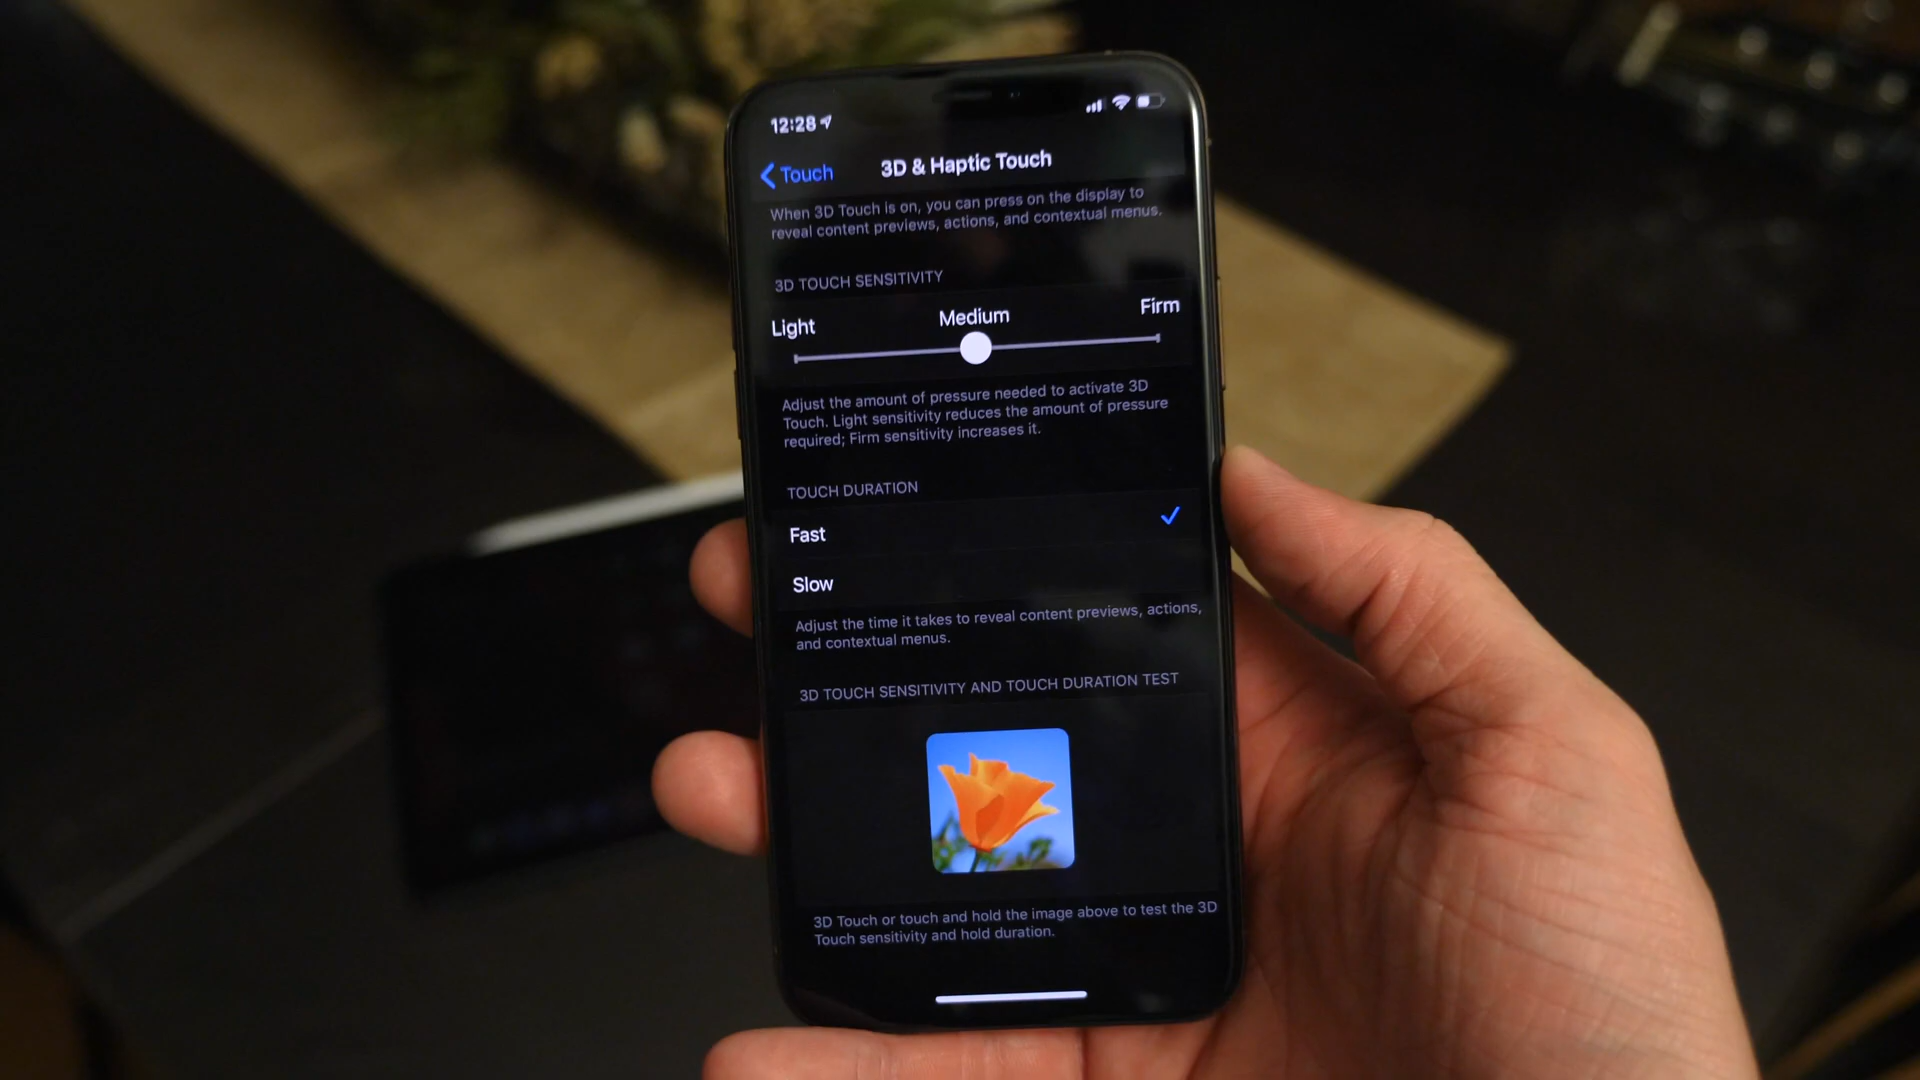 12:28
Touch
3D & Haptic Touch
When 3D Touch is on, you can press on the display to
reveal content previews, actions, and contextual menus.
3D TOUCH SENSITIVITY
Light
Medium
Firm
Adjust the amount of pressure needed to activate 3D
Touch. Light sensitivity reduces the amount of pressure
required; Firm sensitivity increases it.
TOUCH DURATION
Fast
Slow
Adjust the time it takes to reveal content previews, actions,
and contextual menus.
3D TOUCH SENSITIVITY AND TOUCH DURATION TEST
3D Touch or touch and hold the image above to test the 3D
Touch sensitivity and hold duration.